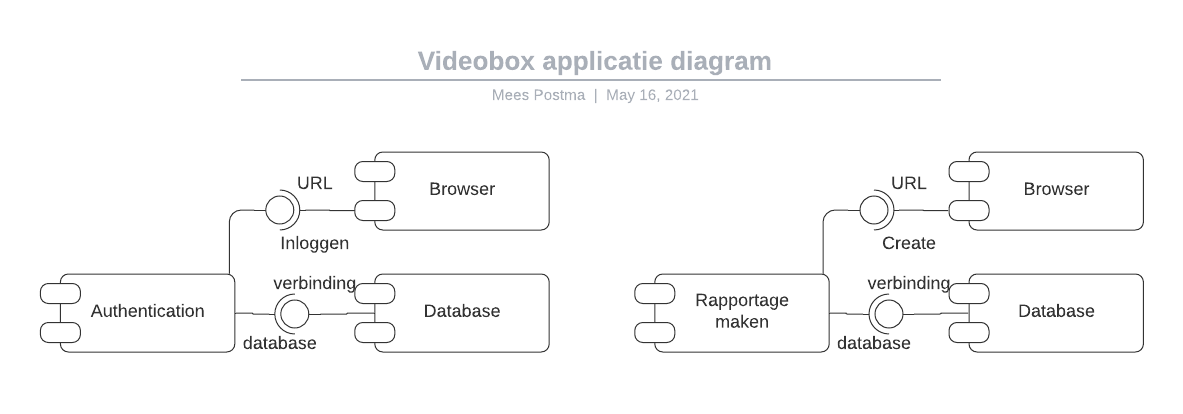 Videobox applicatie diagram
Mees Postma | May 16, 2021
URL
Browser
Inloggen
verbinding
Authentication
Database
database
URL
Browser
Create
verbinding
Rapportage
maken
Database
database